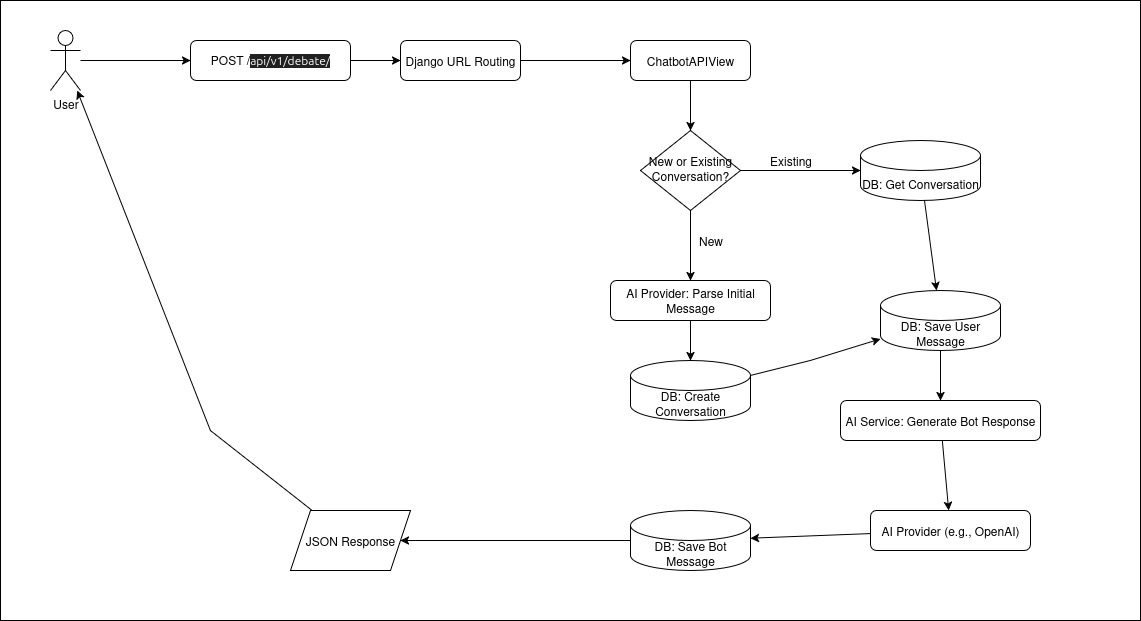 User
POST /api/v1/debate/
Django URL Routing
ChatbotAPIView
New or Existing
Conversation?
Existing
DB: Get Conversation
New
AI Provider: Parse Initial
Message
DB: Create
Conversation
DB: Save User
Message
AI Service: Generate Bot Response
AI Provider (e.g., OpenAI)
DB: Save Bot
Message
JSON Response